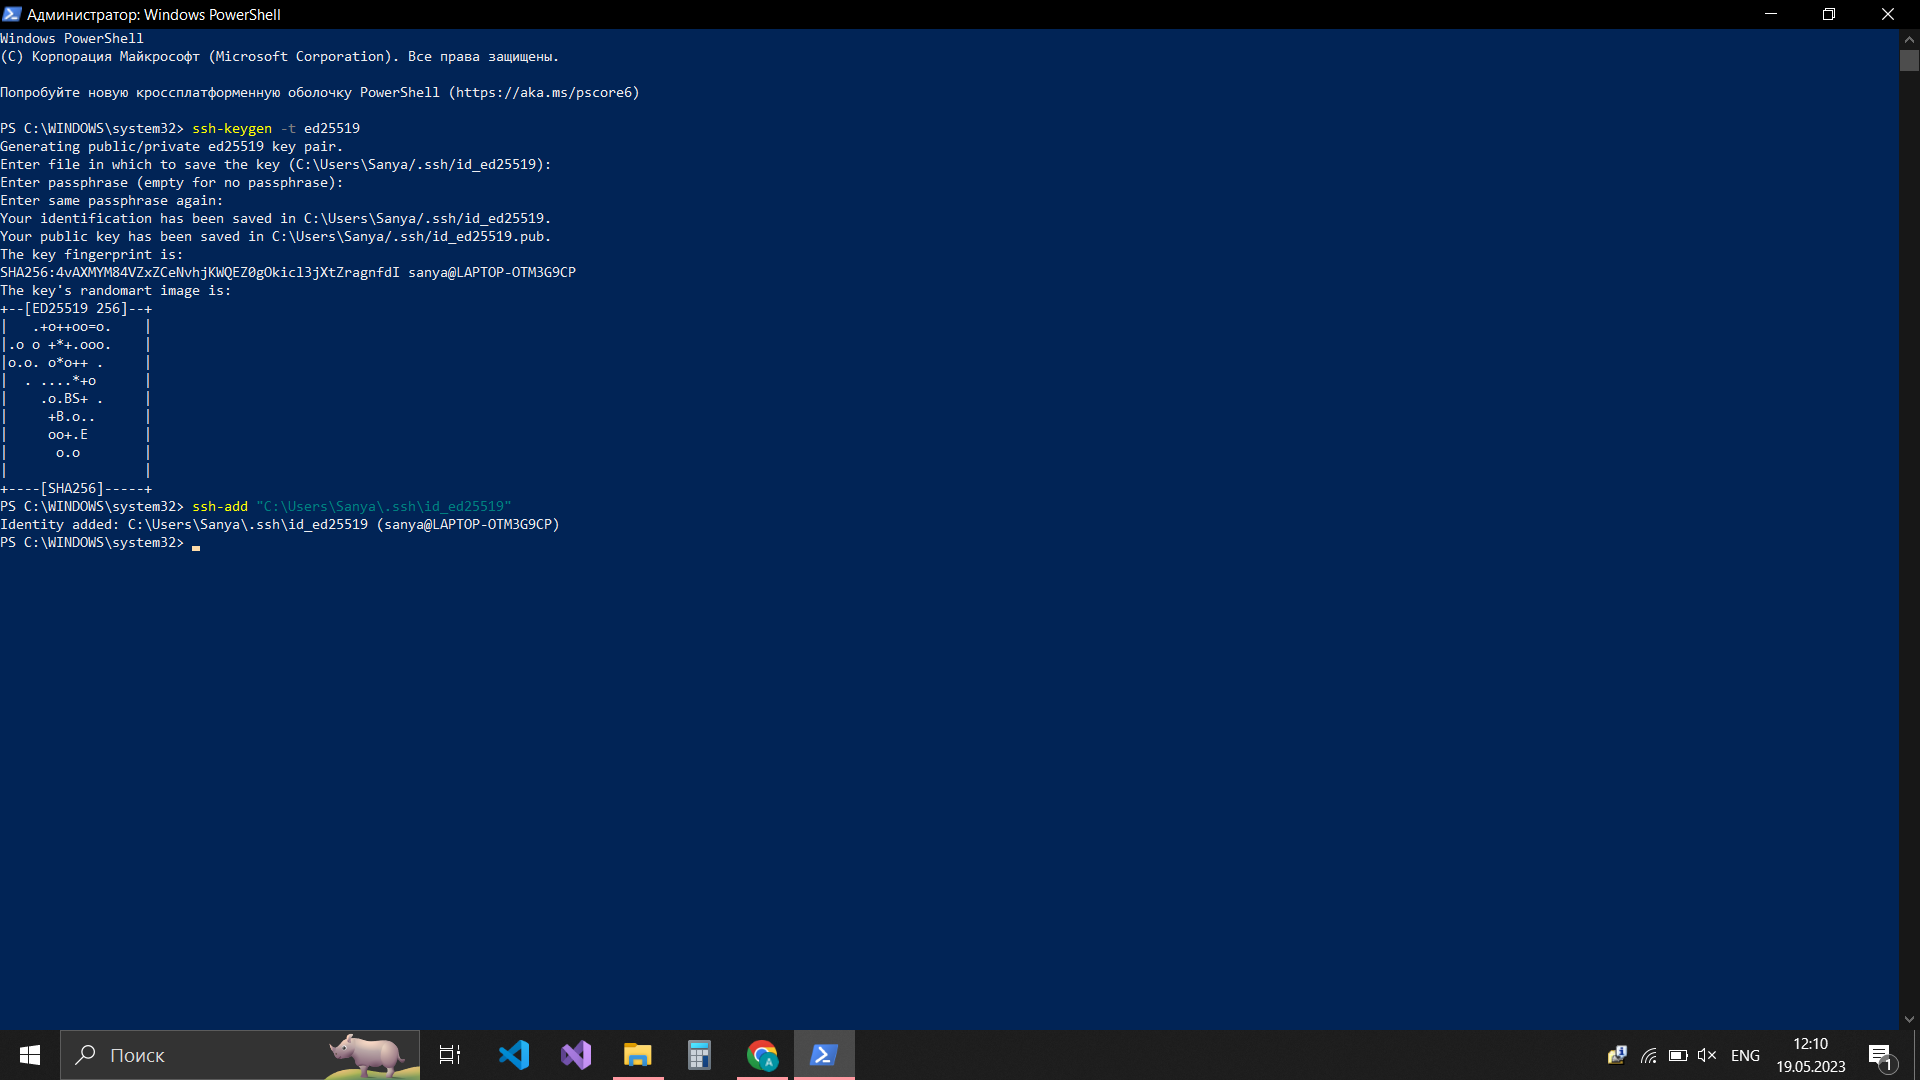 Администратор: Windows PowerShell
Windows PowerShell
(C) Корпорация Майкрософт (Microsoft Corporation). Все права защищены.
Попробуйте новую кроссплатформенную оболочку PowerShell (https://aka.ms/pscore6)
PS C:\WINDOWS\system32> ssh-keygen -t ed25519
Generating public/private ed25519 key pair.
Enter file in which to save the key (C:\Users\Sanya/.ssh/id_ed25519):
Enter passphrase (empty for no passphrase):
Enter same passphrase again:
Your identification has been saved in C:\Users\Sanya/.ssh/id_ed25519.
Your public key has been saved in C:\Users\Sanya/.ssh/id_ed25519.pub.
The key fingerprint is:
SHA256:4vAXMYM84VZxZCeNvhjKWQEZ0gOkicl3jXtZragnfdI sanya@LAPTOP-OTM3G9CP
The key's randomart image is:
+--[ED25519 256]--+
|   .+o++oo=o.    |
|.o o +*+.ooo.    |
|o.o. o*o++ .     |
|  . ....*+o      |
|    .o.BS+ .     |
|     +B.o..      |
|     oo+.E       |
|      o.o        |
|                 |
+----[SHA256]-----+
PS C:\WINDOWS\system32> ssh-add "C:\Users\Sanya\.ssh\id_ed25519"
Identity added: C:\Users\Sanya\.ssh\id_ed25519 (sanya@LAPTOP-OTM3G9CP)
PS C:\WINDOWS\system32>
Поиск
A
ENG
12:10
19.05.2023
1